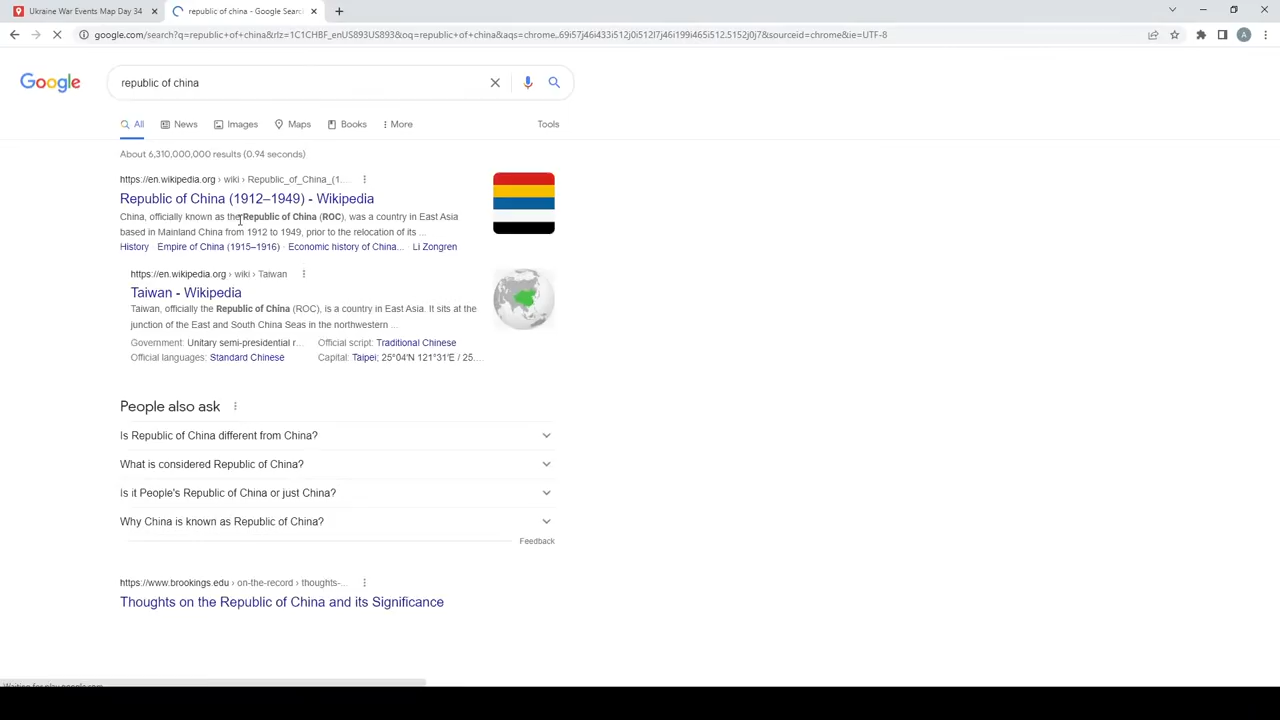 Ukraine War Events Map Day 34
republic of china - Google Sear
google.com/search?q=republic+of+china&rlz=1C1CHBF_enUS893US893&oq=republic+of+china&aqs=chrome..69i57j46i433i512j0i512l7j46i199i465i512.5152j0j7&sourceid=chrome&ie=UTF-8
A
Google
republic of china
All News Images Maps Books More Tools
About 6,310,000,000 results (0.94 seconds)
https://en.wikipedia.org › wiki › Republic_of_China_(1...
Republic of China (1912–1949) - Wikipedia
China, officially known as the Republic of China (ROC), was a country in East Asia
based in Mainland China from 1912 to 1949, prior to the relocation of its ...
History · Empire of China (1915–1916) · Economic history of China... · Li Zongren
https://en.wikipedia.org › wiki › Taiwan
Taiwan - Wikipedia
Taiwan, officially the Republic of China (ROC), is a country in East Asia. It sits at the
junction of the East and South China Seas in the northwestern ...
Government: Unitary semi-presidential r... Official script: Traditional Chinese
Official languages: Standard Chinese Capital: Taipei; 25°04′N 121°31′E / 25....
People also ask
Is Republic of China different from China?
What is considered Republic of China?
Is it People's Republic of China or just China?
Why China is known as Republic of China?
Feedback
https://www.brookings.edu › on-the-record › thoughts-...
Thoughts on the Republic of China and its Significance